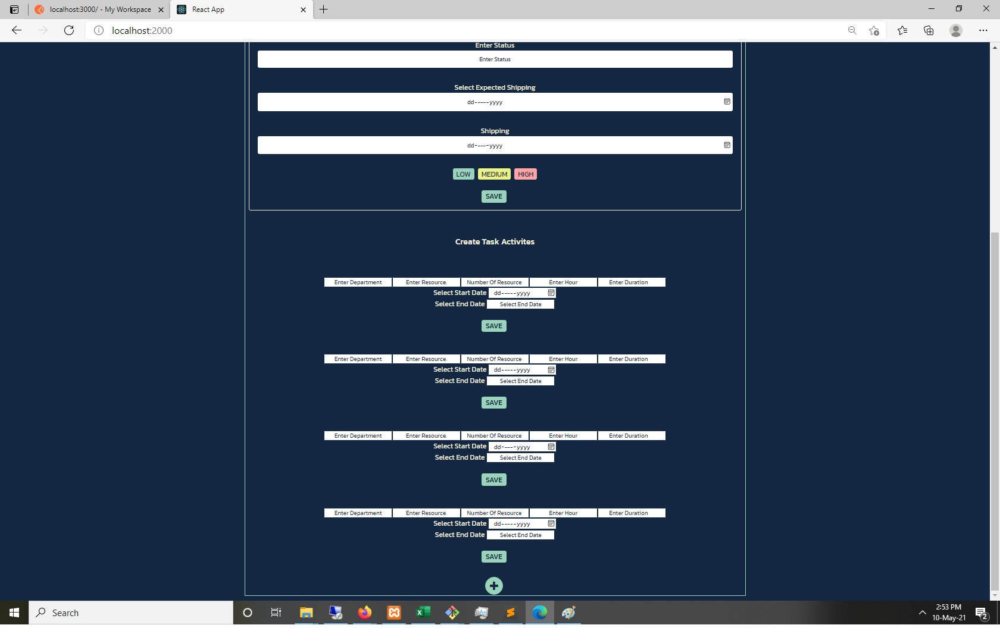 localhost:3000/ - My Workspace
React App
localhost:2000
Enter Status
Enter Status
Select Expected Shipping
dd-----yyyy
Shipping
dd-----yyyy
LOW MEDIUM HIGH
SAVE
Create Task Activites
Enter Department Enter Resource. Number Of Resource Enter Hour Enter Duration
Select Start Date dd-----yyyy
Select End Date Select End Date
SAVE
Enter Department Enter Resource. Number Of Resource Enter Hour Enter Duration
Select Start Date dd-----yyyy
Select End Date Select End Date
SAVE
Enter Department Enter Resource. Number Of Resource Enter Hour Enter Duration
Select Start Date dd-----yyyy
Select End Date Select End Date
SAVE
Enter Department Enter Resource. Number Of Resource Enter Hour Enter Duration
Select Start Date dd-----yyyy
Select End Date Select End Date
SAVE
Search
2:53 PM
10-May-21
2